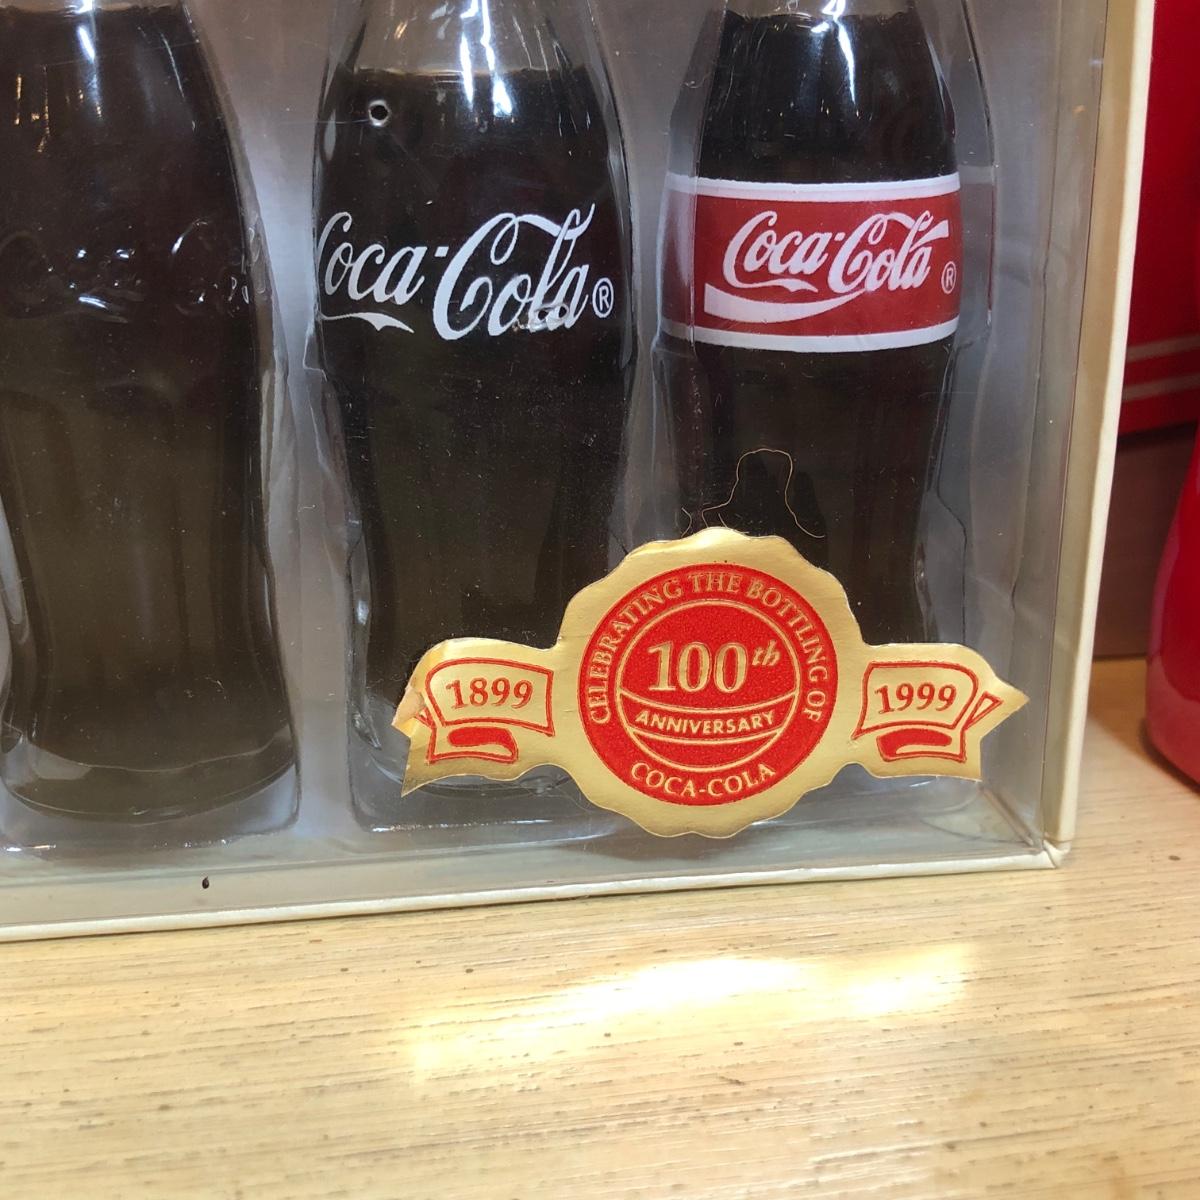 Coca-Cola®
Coca-Cola®
CELEBRATING THE BOTTLING OF
100th
ANNIVERSARY
COCA-COLA
1899
1999